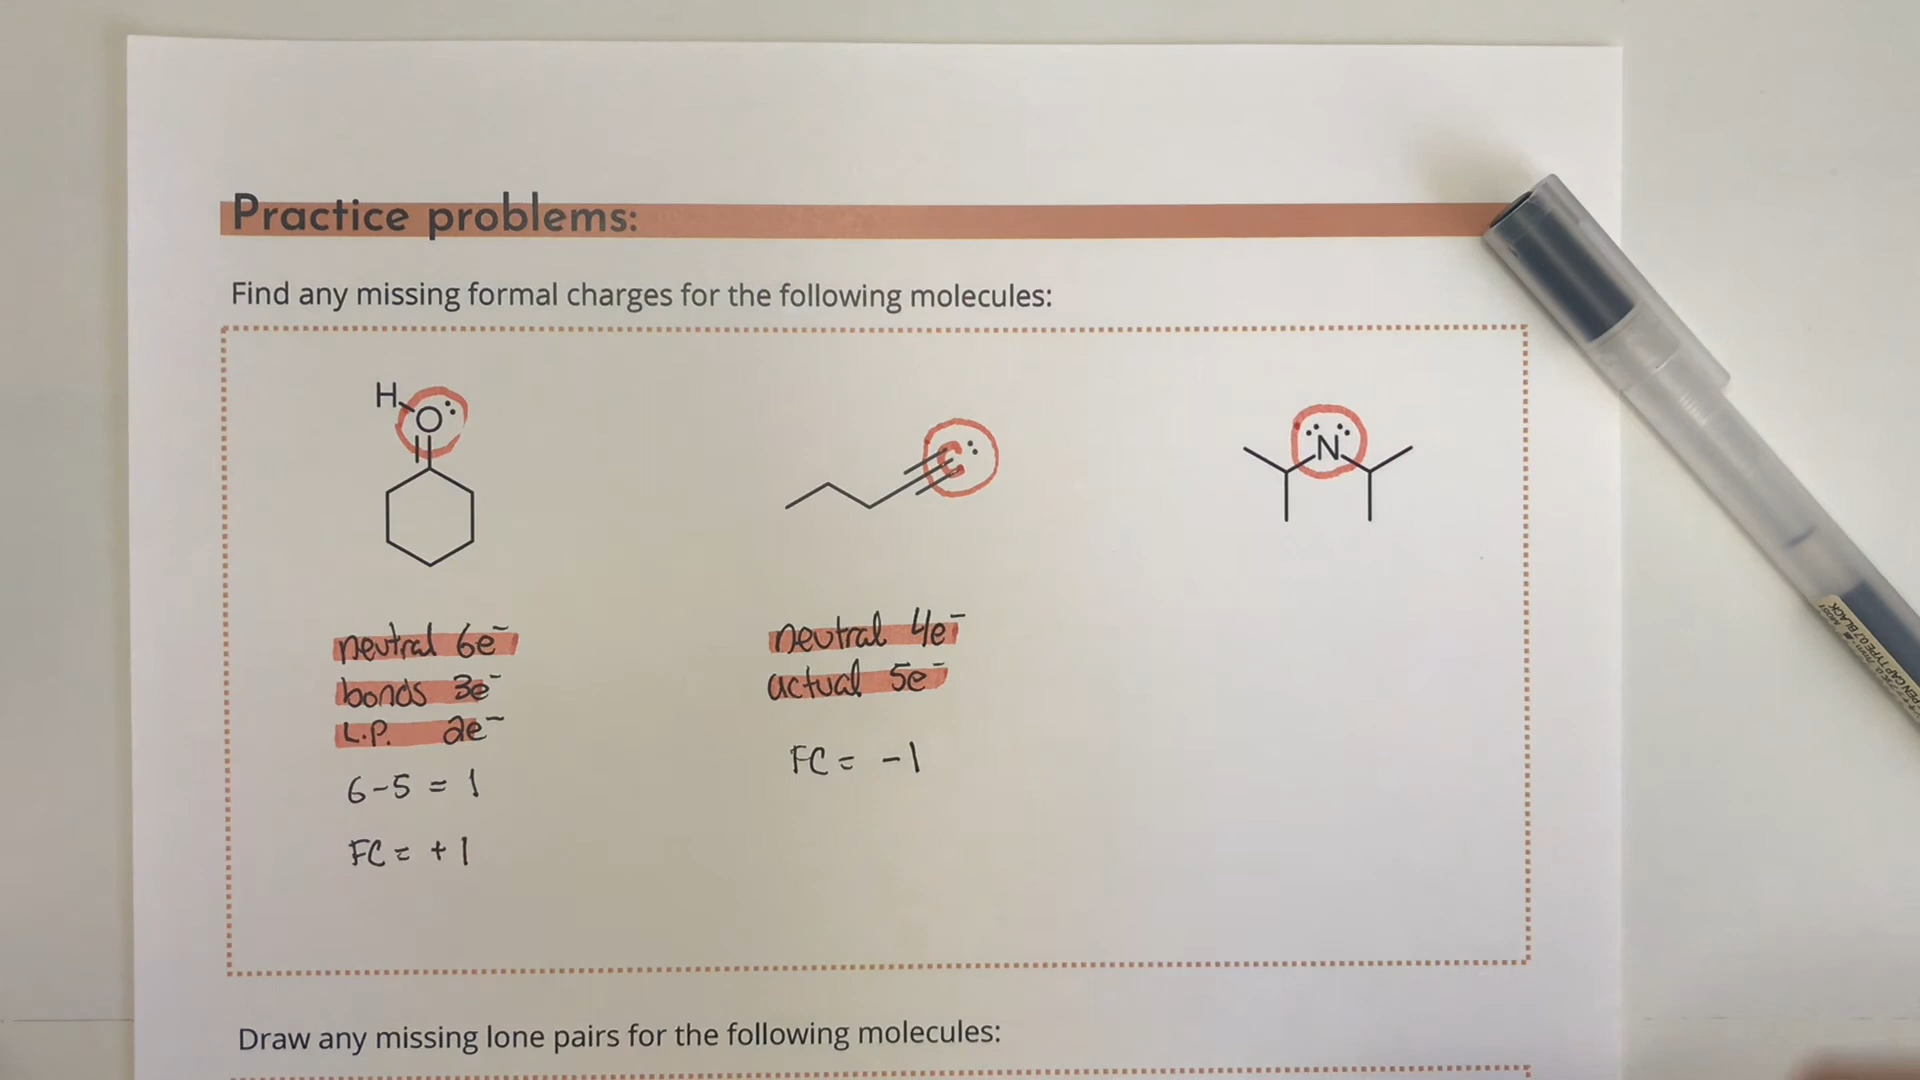 Practice problems:
Find any missing formal charges for the following molecules:
H
O
C
N
neutral 6e⁻
bonds 3e⁻
L.P. 2e⁻
6-5 = 1
FC = +1
neutral 4e⁻
actual 5e⁻
FC = -1
Draw any missing lone pairs for the following molecules: